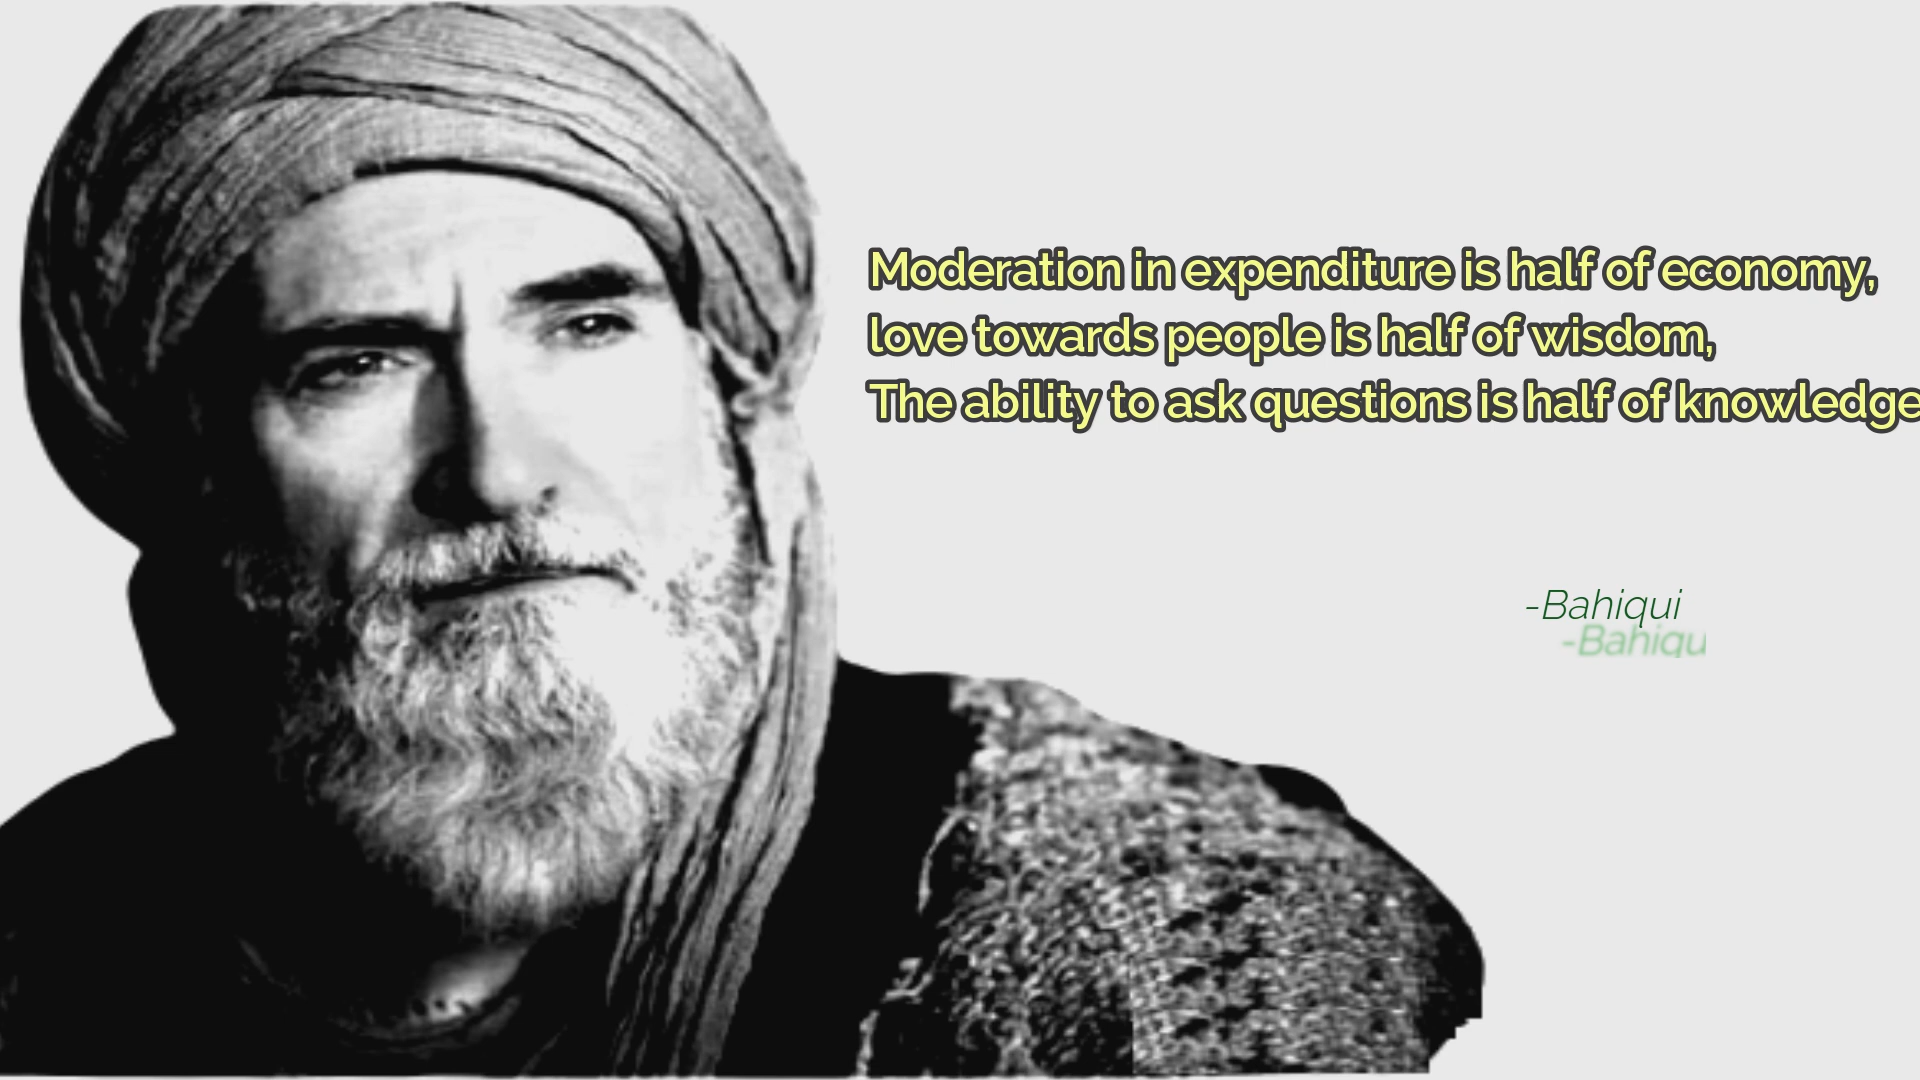 Moderation in expenditure is half of economy,
love towards people is half of wisdom,
The ability to ask questions is half of knowledge
-Bahiqui
-Bahiqu